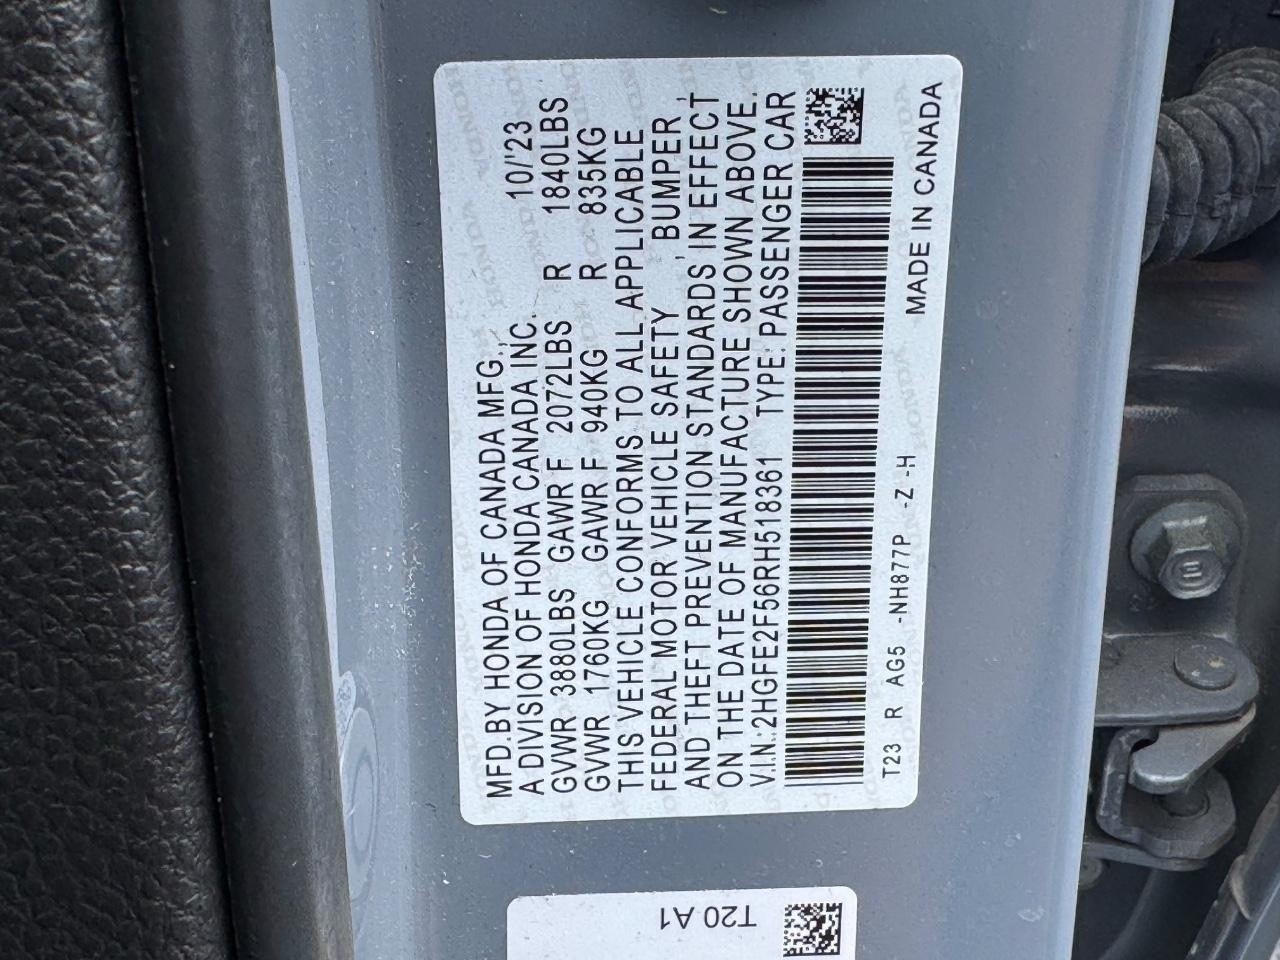 MFD.BY HONDA OF CANADA MFG.,
A DIVISION OF HONDA CANADA INC. 10/'23
GVWR 3880LBS GAWR F 2072LBS R 1840LBS
GVWR 1760KG GAWR F 940KG R 835KG
THIS VEHICLE CONFORMS TO ALL APPLICABLE
FEDERAL MOTOR VEHICLE SAFETY, BUMPER,
AND THEFT PREVENTION STANDARDS IN EFFECT
ON THE DATE OF MANUFACTURE SHOWN ABOVE.
V.I.N.:2HGFE2F56RH518361 TYPE: PASSENGER CAR
T23 R AG5 -NH877P -Z -H MADE IN CANADA
T20 A1